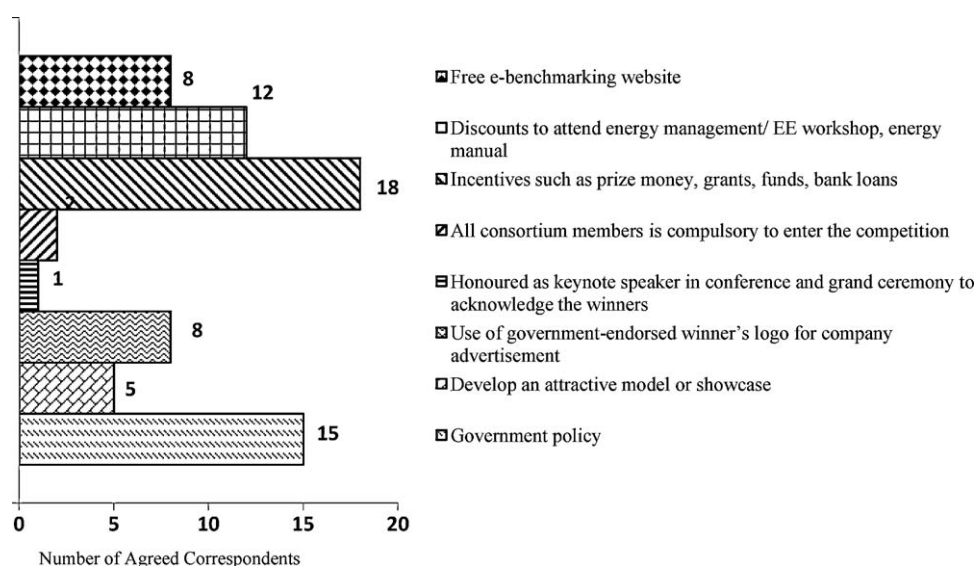 8
12
18
2
1
8
5
15
0
5
10
15
20
Number of Agreed Correspondents
Free e-benchmarking website
Discounts to attend energy management/ EE workshop, energy
manual
Incentives such as prize money, grants, funds, bank loans
All consortium members is compulsory to enter the competition
Honoured as keynote speaker in conference and grand ceremony to
acknowledge the winners
Use of government-endorsed winner’s logo for company
advertisement
Develop an attractive model or showcase
Government policy